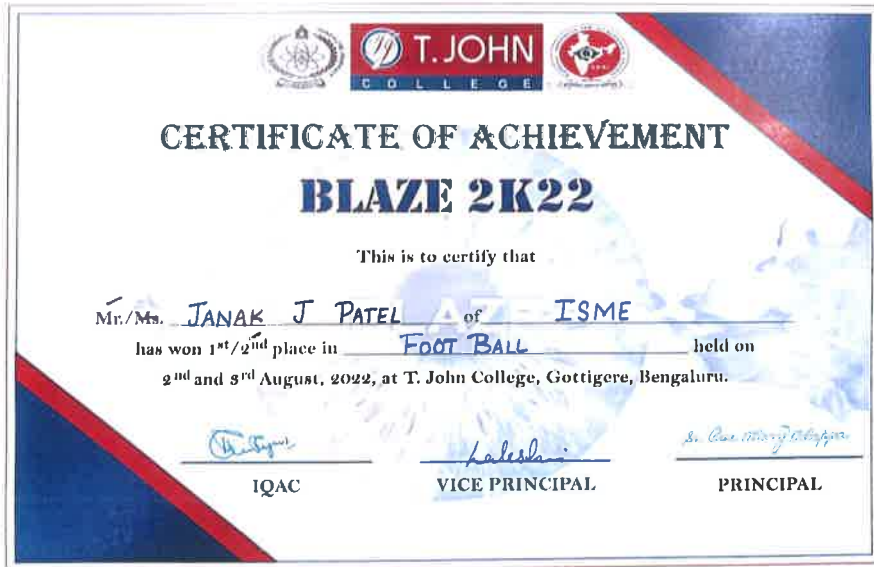 T. JOHN
COLLEGE
CERTIFICATE OF ACHIEVEMENT
BLAZE 2K22
This is to certify that
Mr./Ms. JANAK J PATEL of ISME
has won 1st/2nd place in FOOT BALL held on
2nd and 3rd August, 2022, at T. John College, Gottigere, Bengaluru.
IQAC VICE PRINCIPAL PRINCIPAL